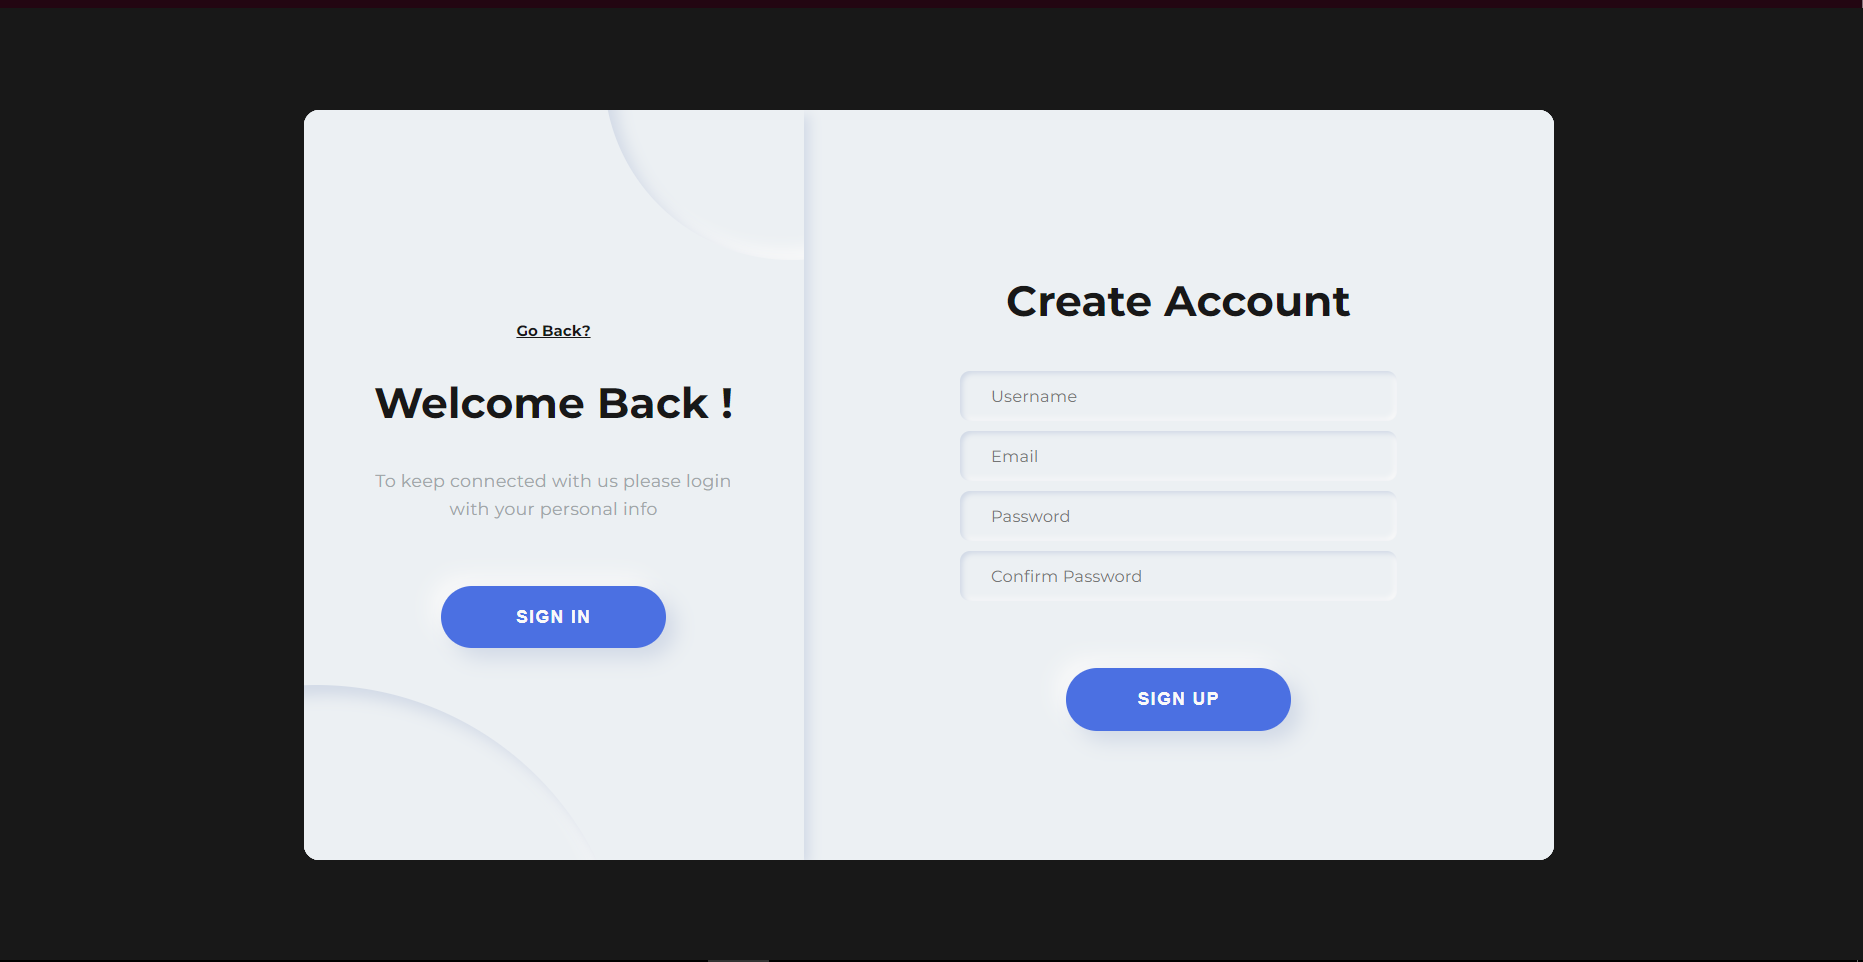 Go Back?
Welcome Back !
To keep connected with us please login
with your personal info
SIGN IN
Create Account
Username
Email
Password
Confirm Password
SIGN UP